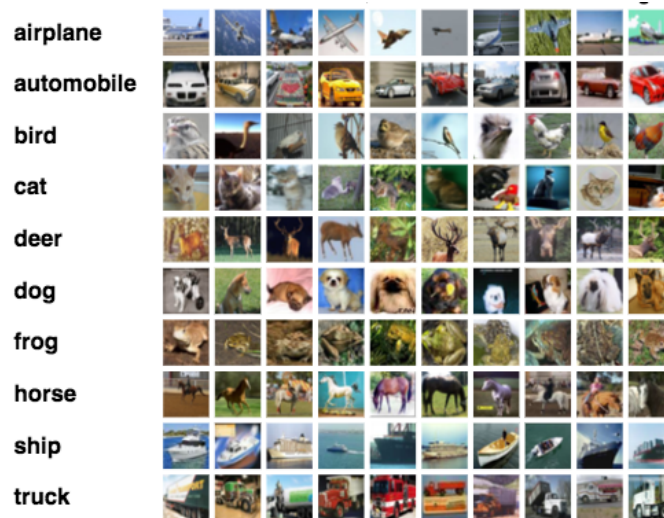 airplane
automobile
bird
cat
deer
dog
frog
horse
ship
truck